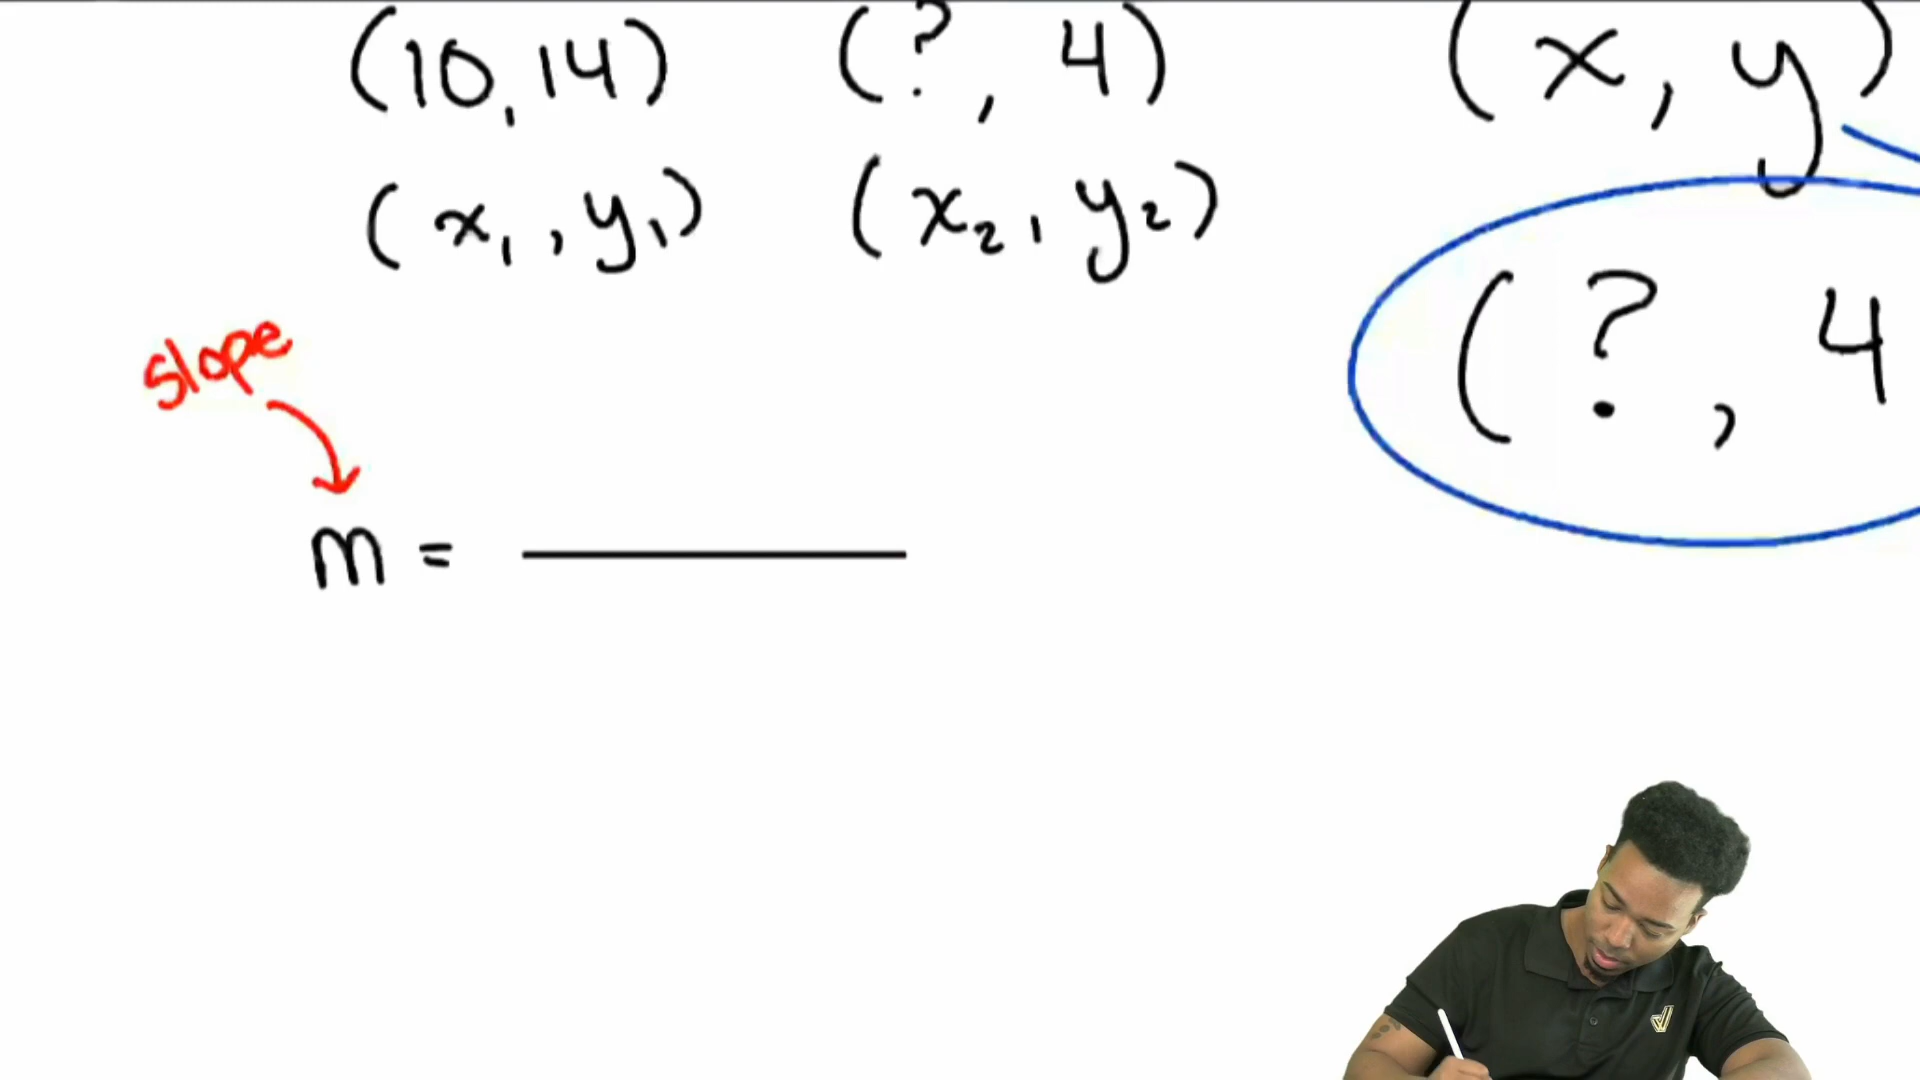 (10,14) (?, 4)
(x₁, y₁) (x₂, y₂)
slope
m =
(x, y)
(?, 4